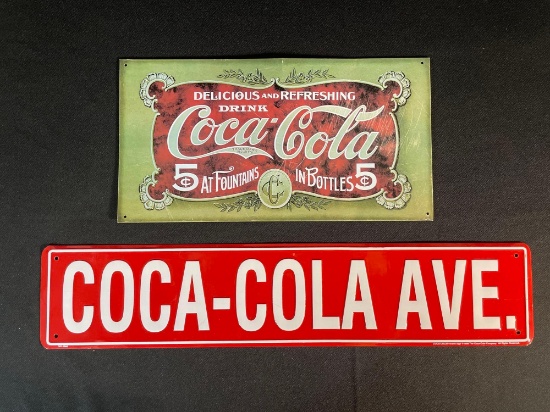 DELICIOUS AND REFRESHING
DRINK
Coca-Cola
5¢ AT FOUNTAINS IN BOTTLES 5¢
COCA-COLA AVE.